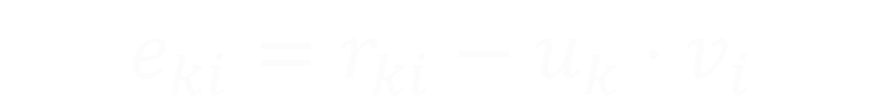 e_{ki} = r_{ki} − u_k · v_i